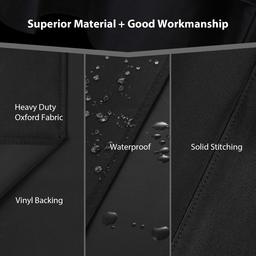 Superior Material + Good Workmanship
Heavy Duty
Oxford Fabric
Waterproof
Solid Stitching
Vinyl Backing